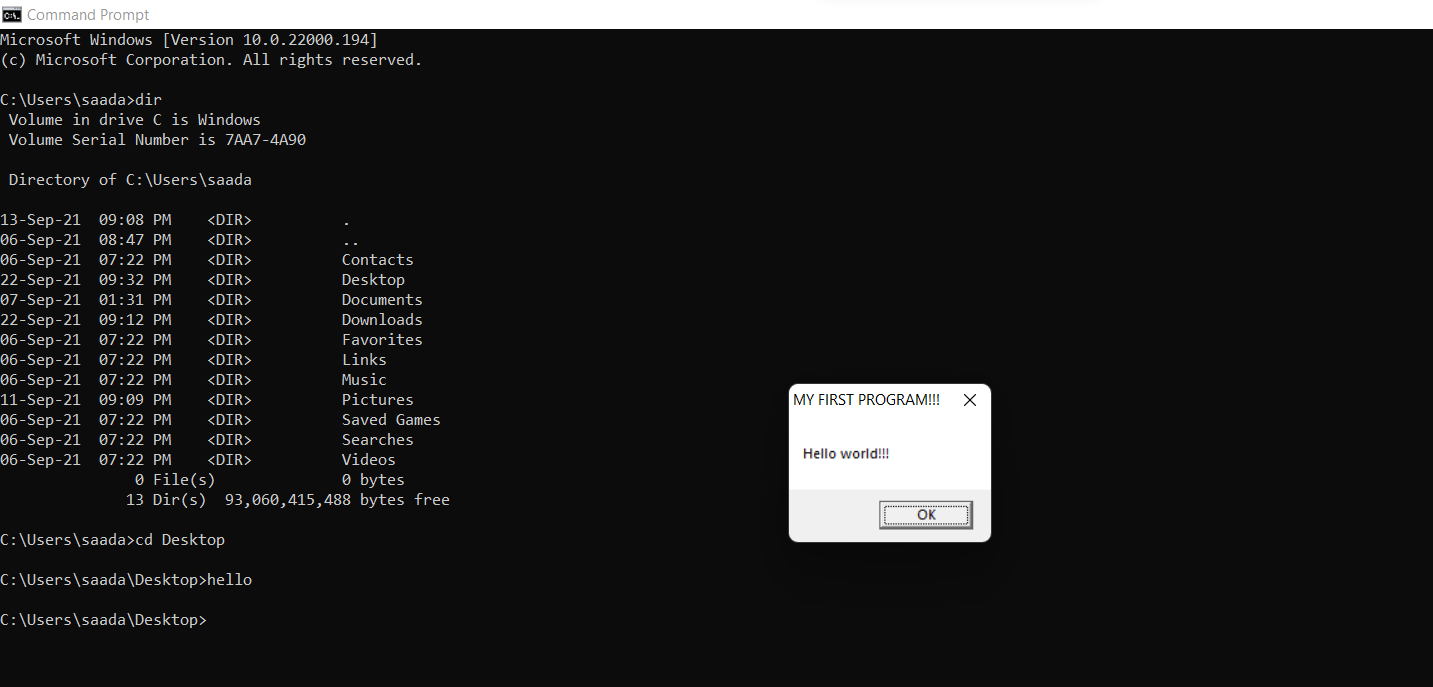 Command Prompt
Microsoft Windows [Version 10.0.22000.194]
(c) Microsoft Corporation. All rights reserved.
C:\Users\saada>dir
 Volume in drive C is Windows
 Volume Serial Number is 7AA7-4A90
 Directory of C:\Users\saada
13-Sep-21  09:08 PM    <DIR>          .
06-Sep-21  08:47 PM    <DIR>          ..
06-Sep-21  07:22 PM    <DIR>          Contacts
22-Sep-21  09:32 PM    <DIR>          Desktop
07-Sep-21  01:31 PM    <DIR>          Documents
22-Sep-21  09:12 PM    <DIR>          Downloads
06-Sep-21  07:22 PM    <DIR>          Favorites
06-Sep-21  07:22 PM    <DIR>          Links
06-Sep-21  07:22 PM    <DIR>          Music
11-Sep-21  09:09 PM    <DIR>          Pictures
06-Sep-21  07:22 PM    <DIR>          Saved Games
06-Sep-21  07:22 PM    <DIR>          Searches
06-Sep-21  07:22 PM    <DIR>          Videos
               0 File(s)              0 bytes
              13 Dir(s)  93,060,415,488 bytes free
C:\Users\saada>cd Desktop
C:\Users\saada\Desktop>hello
C:\Users\saada\Desktop>
MY FIRST PROGRAM!!!
Hello world!!!
OK